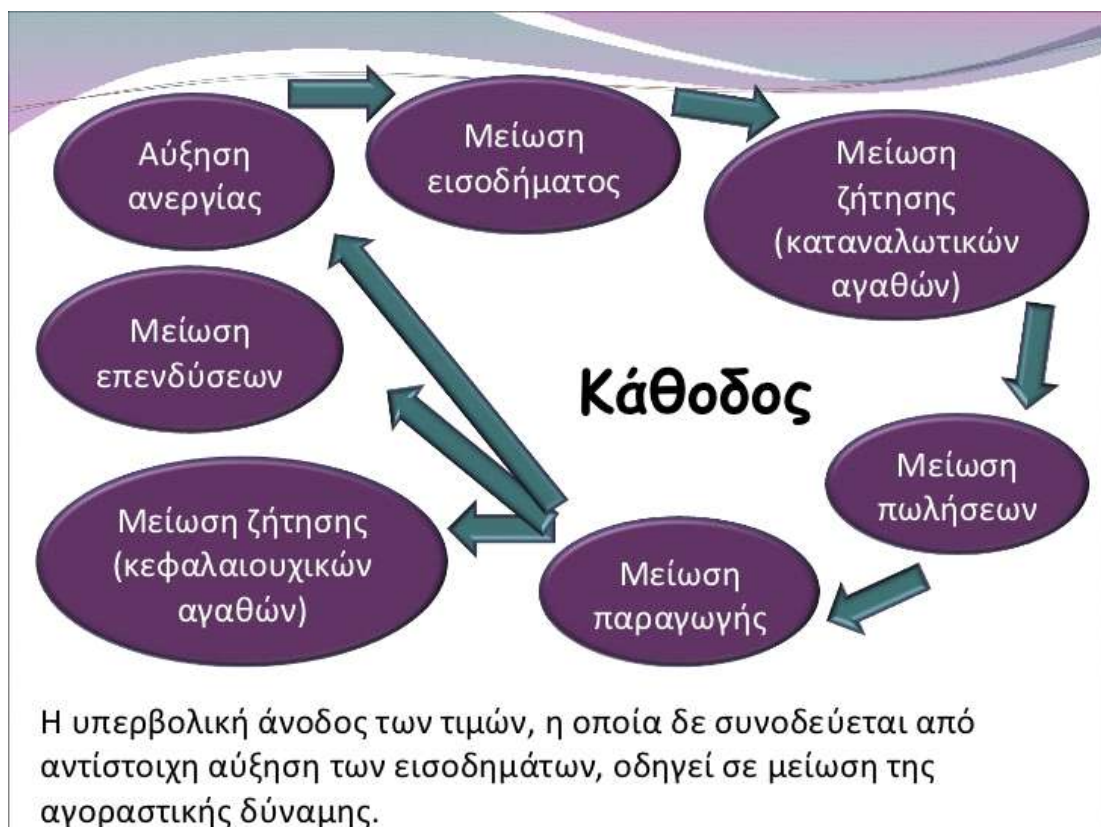 Αύξηση
ανεργίας
Μείωση
εισοδήματος
Μείωση
ζήτησης
(καταναλωτικών
αγαθών)
Μείωση
επενδύσεων
Κάθοδος
Μείωση
πωλήσεων
Μείωση ζήτησης
(κεφαλαιουχικών
αγαθών)
Μείωση
παραγωγής
Η υπερβολική άνοδος των τιμών, η οποία δε συνοδεύεται από
αντίστοιχη αύξηση των εισοδημάτων, οδηγεί σε μείωση της
αγοραστικής δύναμης.